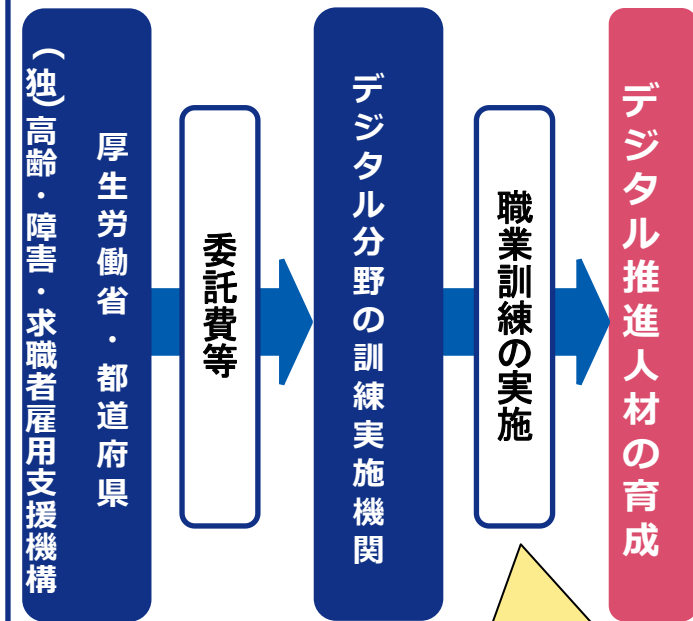 厚生労働省・都道府県
（独）高齢・障害・求職者雇用支援機構
委託費等
デジタル分野の訓練実施機関
職業訓練の実施
デジタル推進人材の育成